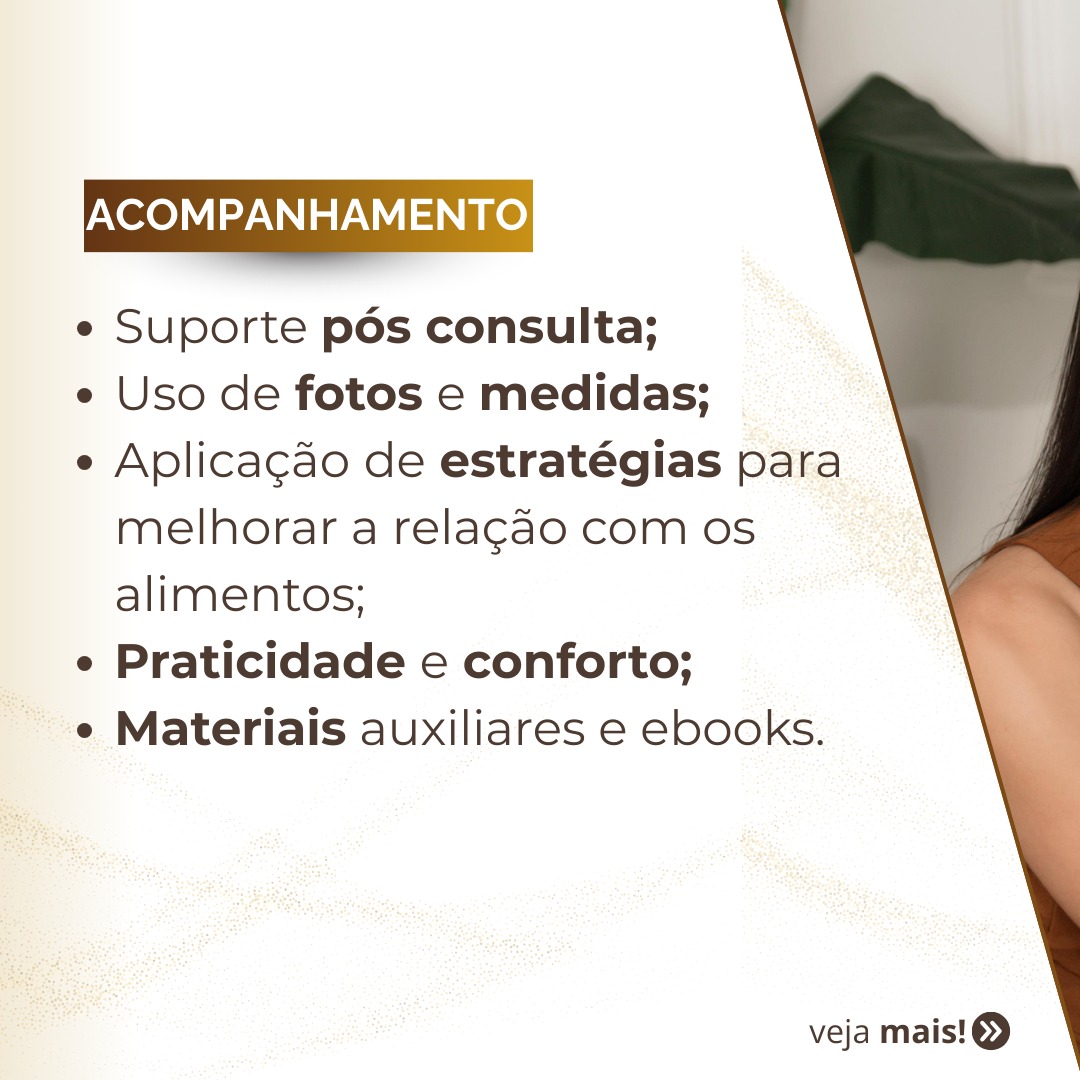 ACOMPANHAMENTO
• Suporte pós consulta;
• Uso de fotos e medidas;
• Aplicação de estratégias para
melhorar a relação com os
alimentos;
• Praticidade e conforto;
• Materiais auxiliares e ebooks.
veja mais!